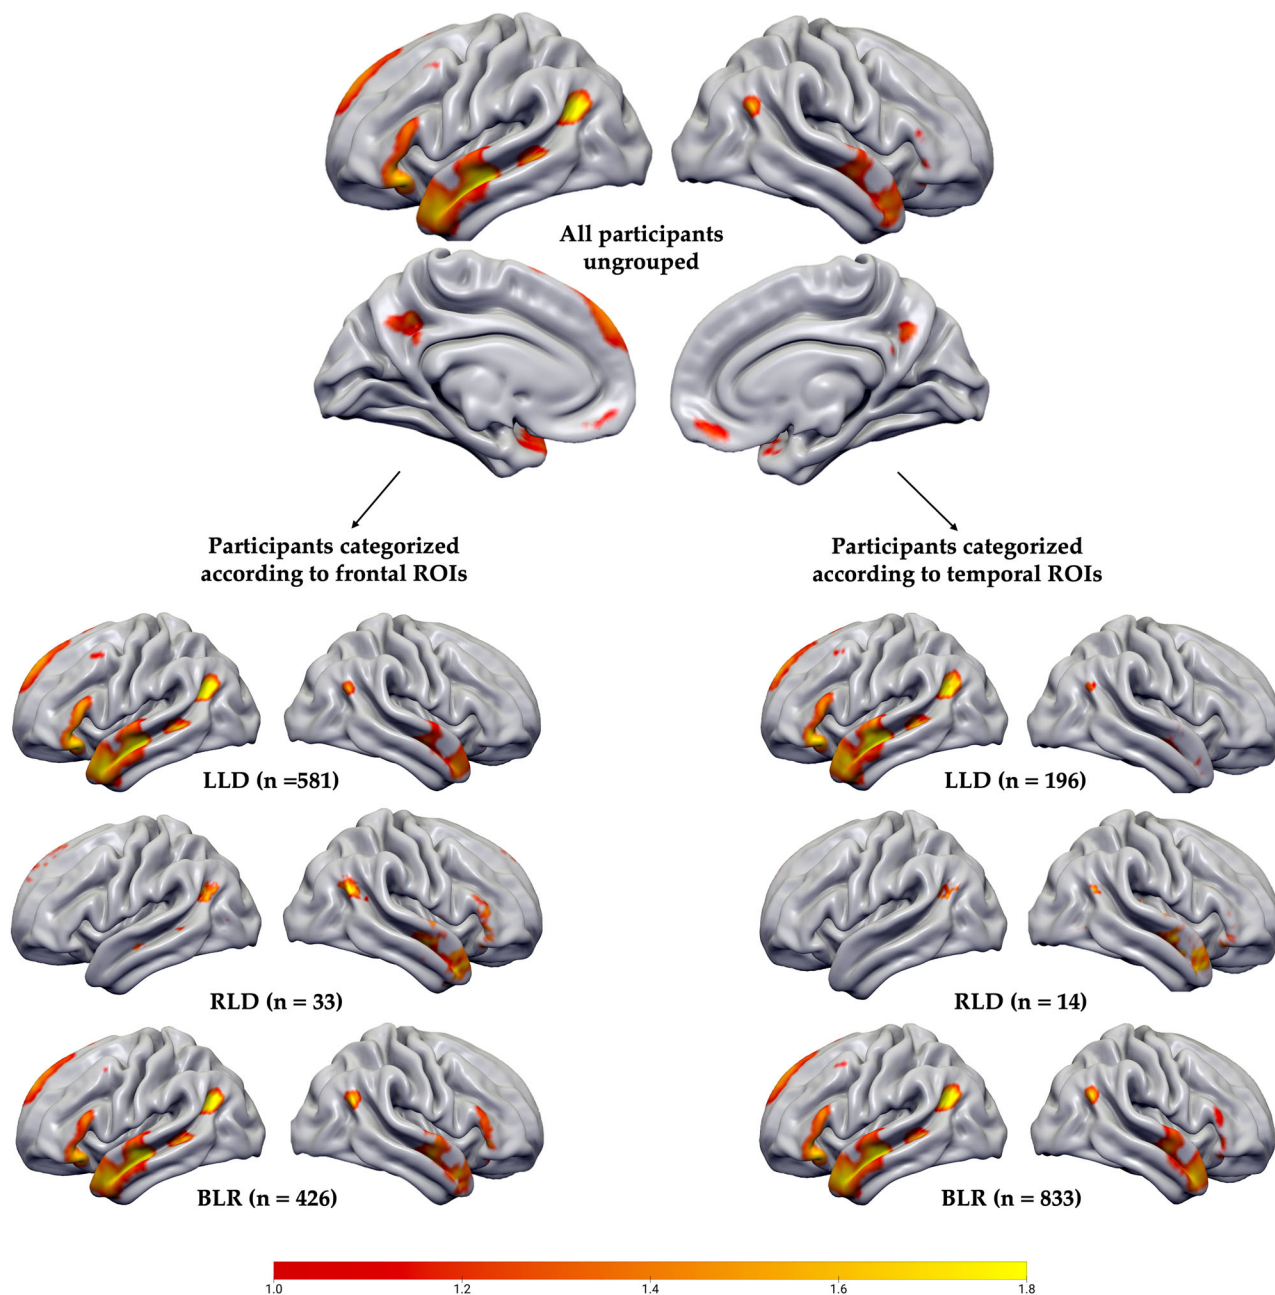 All participants
ungrouped
Participants categorized
according to frontal ROIs
Participants categorized
according to temporal ROIs
LLD (n =581)
LLD (n = 196)
RLD (n = 33)
RLD (n = 14)
BLR (n = 426)
BLR (n = 833)
1.0 1.2 1.4 1.6 1.8